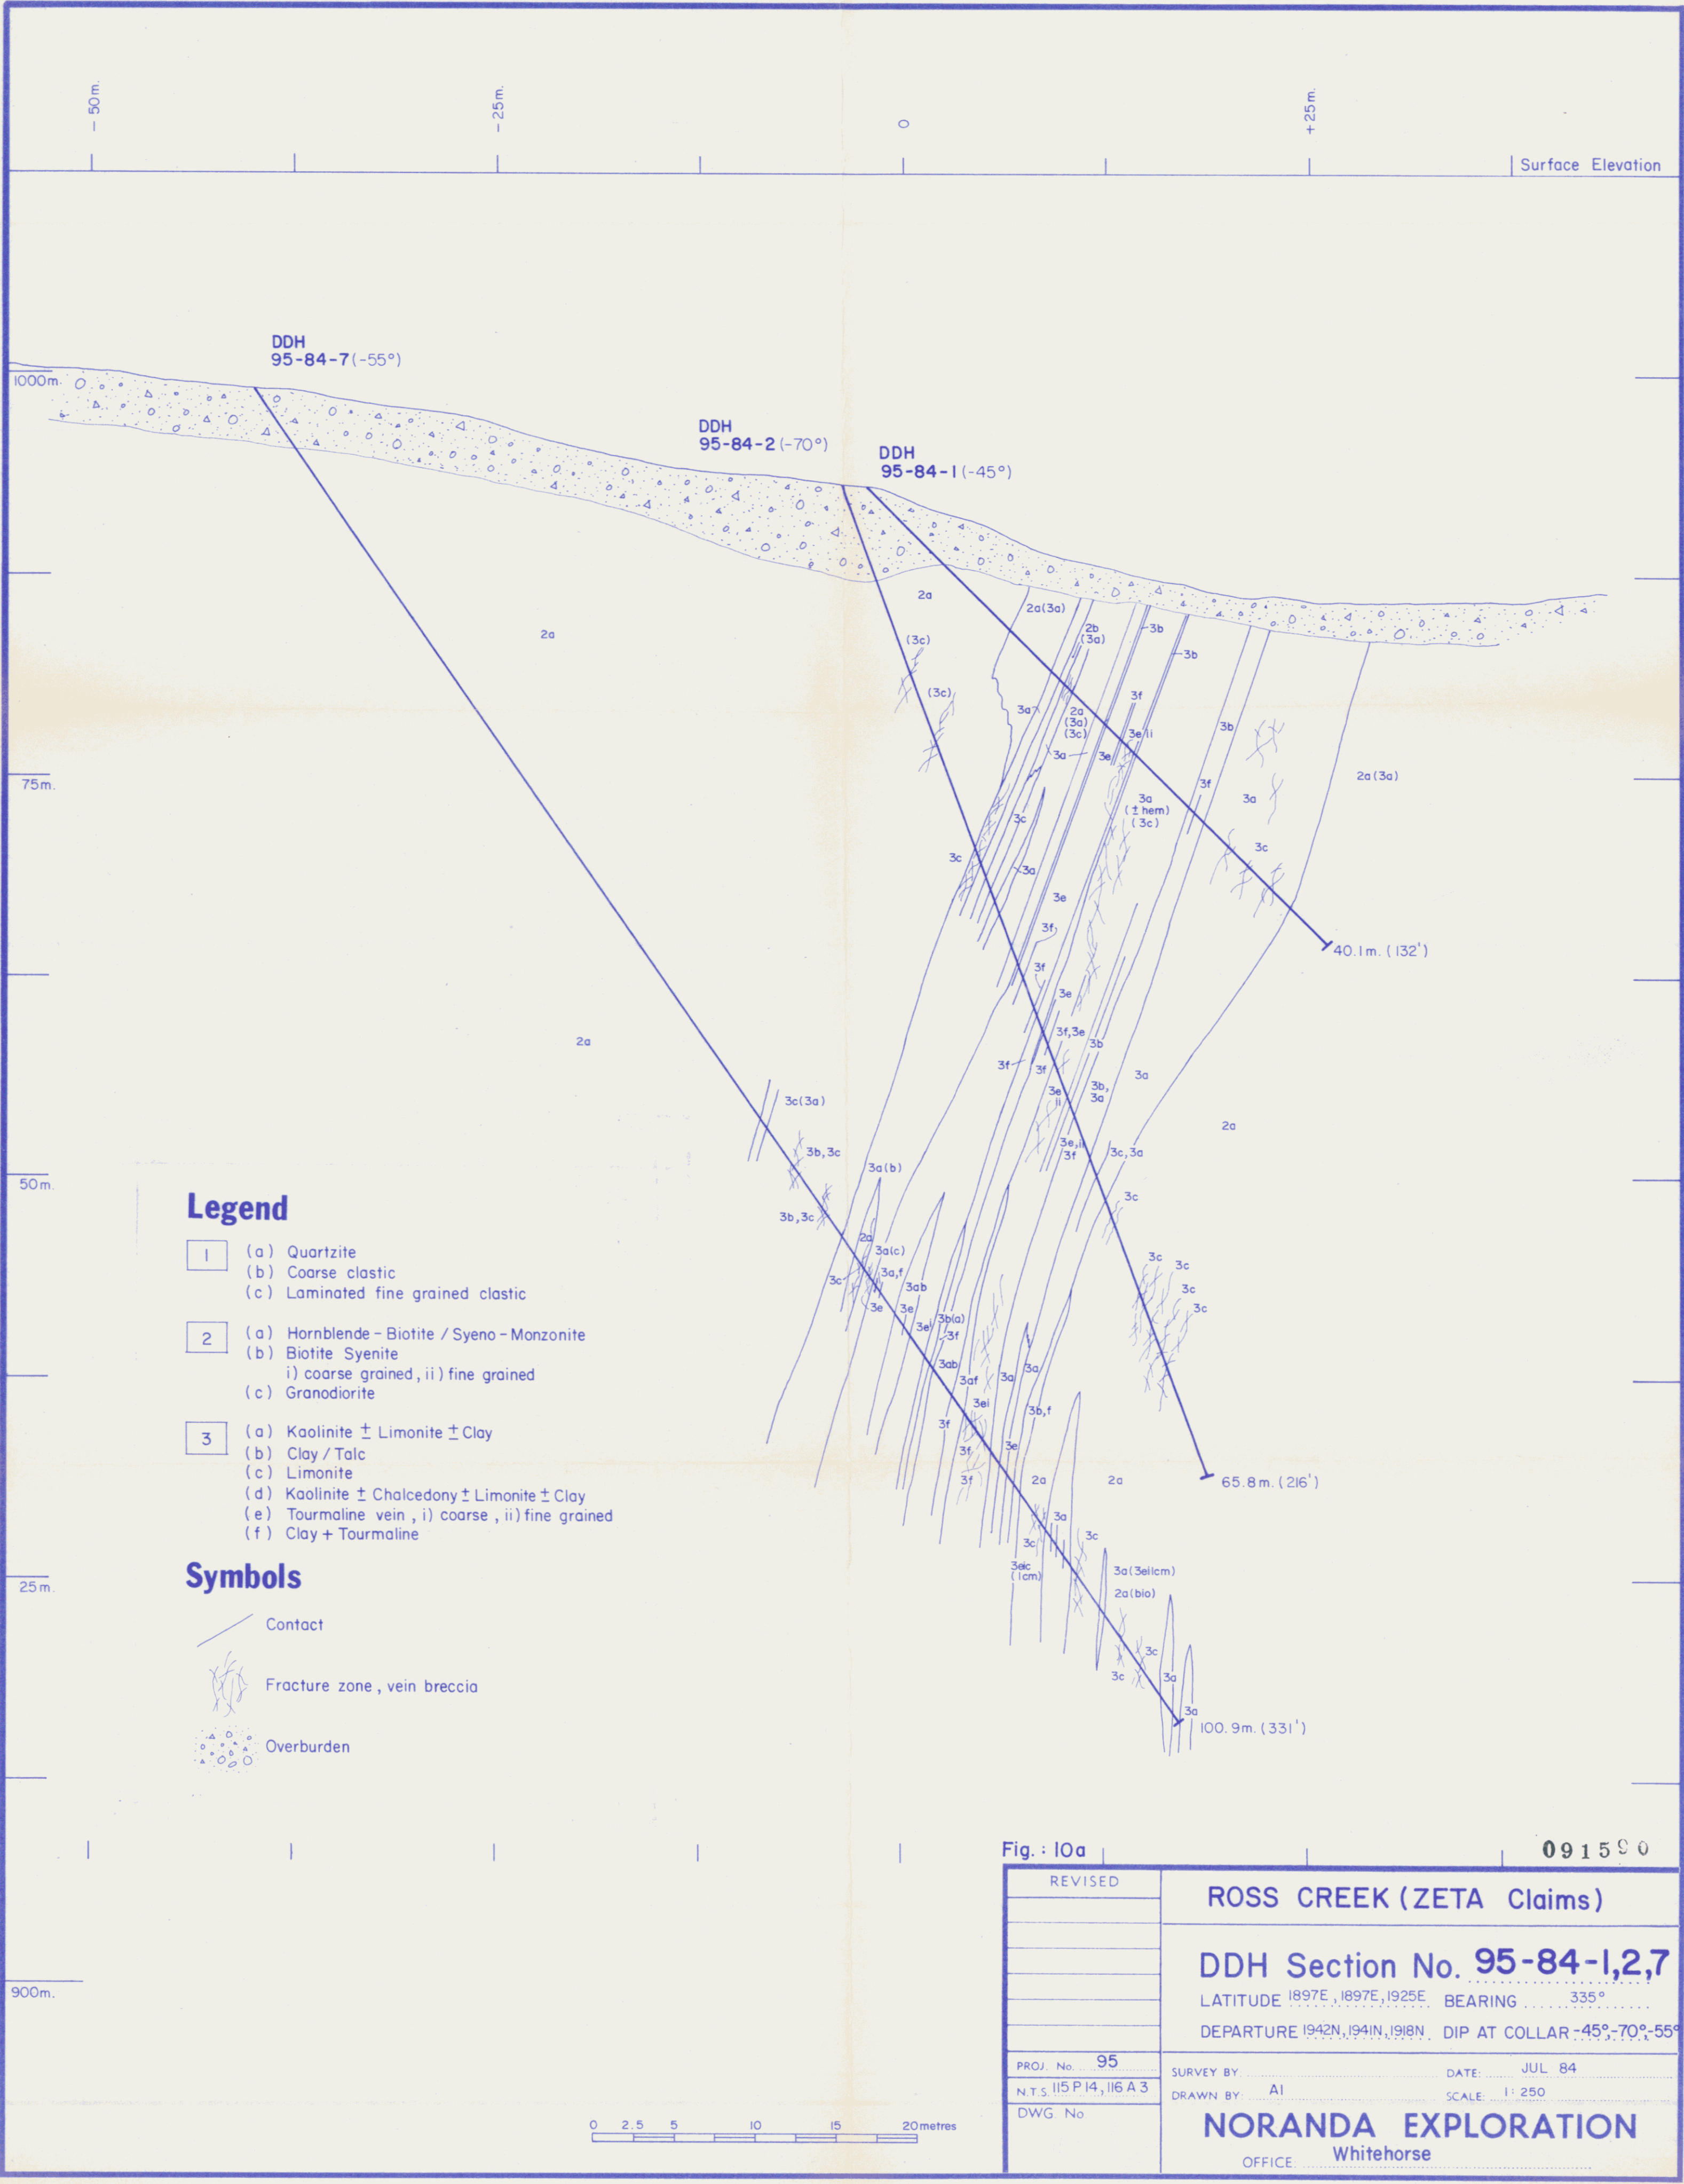 - 50m.
- 25m.
0
+25m.
Surface Elevation
DDH
95-84-7 (-55°)
1000m.
DDH
95-84-2 (-70°)
DDH
95-84-1 (-45°)
2a
2a(3a)
2a
2b
(3a)
3b
(3c)
3b
(3c)
3f
3a
2a
(3a)
(3c)
3b
3e/ii
3a
3e
2a(3a)
75m.
3f
3a
(± hem)
(3c)
3a
3c
3c
3c
3a
3e
3f
40.1m. (132')
3f
3e
3f,3e
2a
3b
3f
3f
3a
3e
ii
3b,
3a
3c(3a)
2a
3e,ii
3f
3b,3c
3c,3a
3a(b)
50m.
3c
3b,3c
2a
3a(c)
3c
3c
3c
3a,f
3c
3ab
3c
3e
3e
3b(a)
3ei
3f
3ab
3a
3af
3a
3ei
3b,f
3f
3e
3f
3f
2a
2a
65.8m. (216')
3a
3c
3c
3eic
(1cm)
3a(3eii1cm)
25m.
2a(bio)
3c
3c
3a
3a
100.9m. (331')
Legend
1
(a) Quartzite
(b) Coarse clastic
(c) Laminated fine grained clastic
2
(a) Hornblende - Biotite / Syeno - Monzonite
(b) Biotite Syenite
i) coarse grained, ii) fine grained
(c) Granodiorite
3
(a) Kaolinite ± Limonite ± Clay
(b) Clay / Talc
(c) Limonite
(d) Kaolinite ± Chalcedony ± Limonite ± Clay
(e) Tourmaline vein, i) coarse, ii) fine grained
(f) Clay + Tourmaline
Symbols
Contact
Fracture zone, vein breccia
Overburden
900m.
0 2.5 5 10 15 20 metres
Fig.: 10a
091590
REVISED
ROSS CREEK (ZETA Claims)
DDH Section No. 95-84-1,2,7
LATITUDE 1897E, 1897E, 1925E BEARING 335°
DEPARTURE 1942N, 1941N, 1918N DIP AT COLLAR -45°,-70°,-55°
PROJ. No. 95
N.T.S. 115 P 14, 116 A 3
DWG. No
SURVEY BY: DATE: JUL 84
DRAWN BY: AI SCALE: 1:250
NORANDA EXPLORATION
OFFICE: Whitehorse